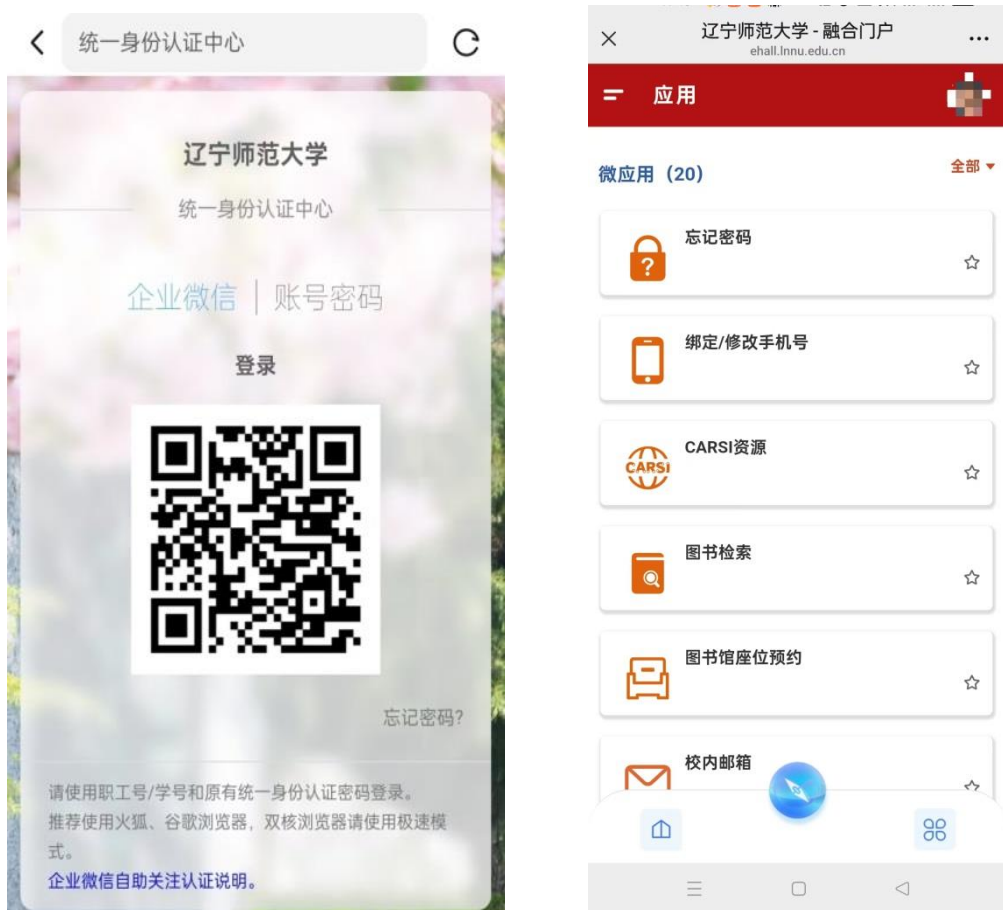 统一身份认证中心
辽宁师范大学
统一身份认证中心
企业微信 | 账号密码
登录
忘记密码?
请使用职工号/学号和原有统一身份认证密码登录。
推荐使用火狐、谷歌浏览器，双核浏览器请使用极速模
式。
企业微信自助关注认证说明。
辽宁师范大学 - 融合门户
ehall.lnnu.edu.cn
应用
微应用（20）
全部
忘记密码
绑定/修改手机号
CARSI
CARSI资源
图书检索
图书馆座位预约
校内邮箱